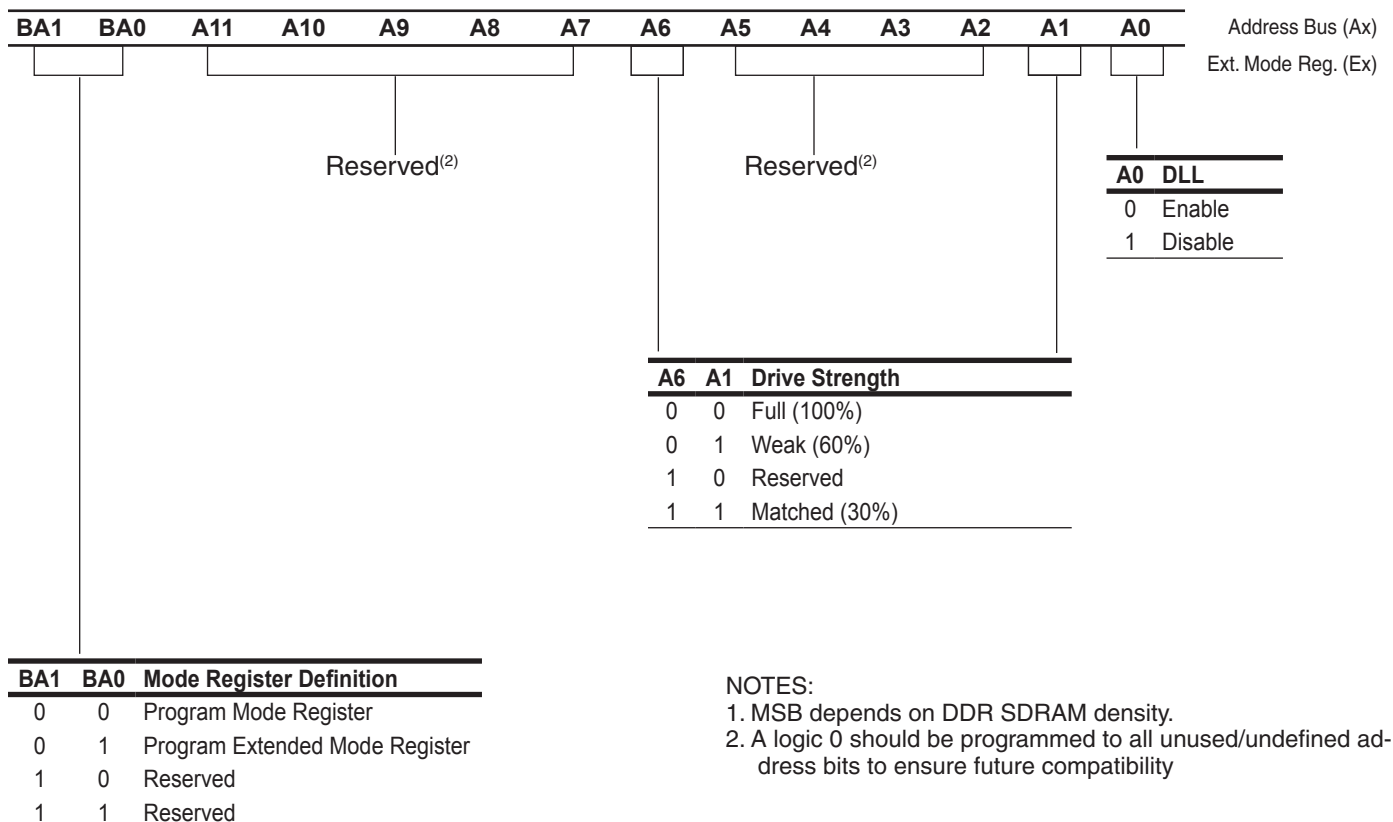 BA1 BA0 A11 A10 A9 A8 A7 A6 A5 A4 A3 A2 A1 A0 Address Bus (Ax)
Ext. Mode Reg. (Ex)
Reserved(2) Reserved(2)
A0 DLL
0 Enable
1 Disable
A6 A1 Drive Strength
0 0 Full (100%)
0 1 Weak (60%)
1 0 Reserved
1 1 Matched (30%)
BA1 BA0 Mode Register Definition
0 0 Program Mode Register
0 1 Program Extended Mode Register
1 0 Reserved
1 1 Reserved
NOTES:
1. MSB depends on DDR SDRAM density.
2. A logic 0 should be programmed to all unused/undefined ad-
dress bits to ensure future compatibility